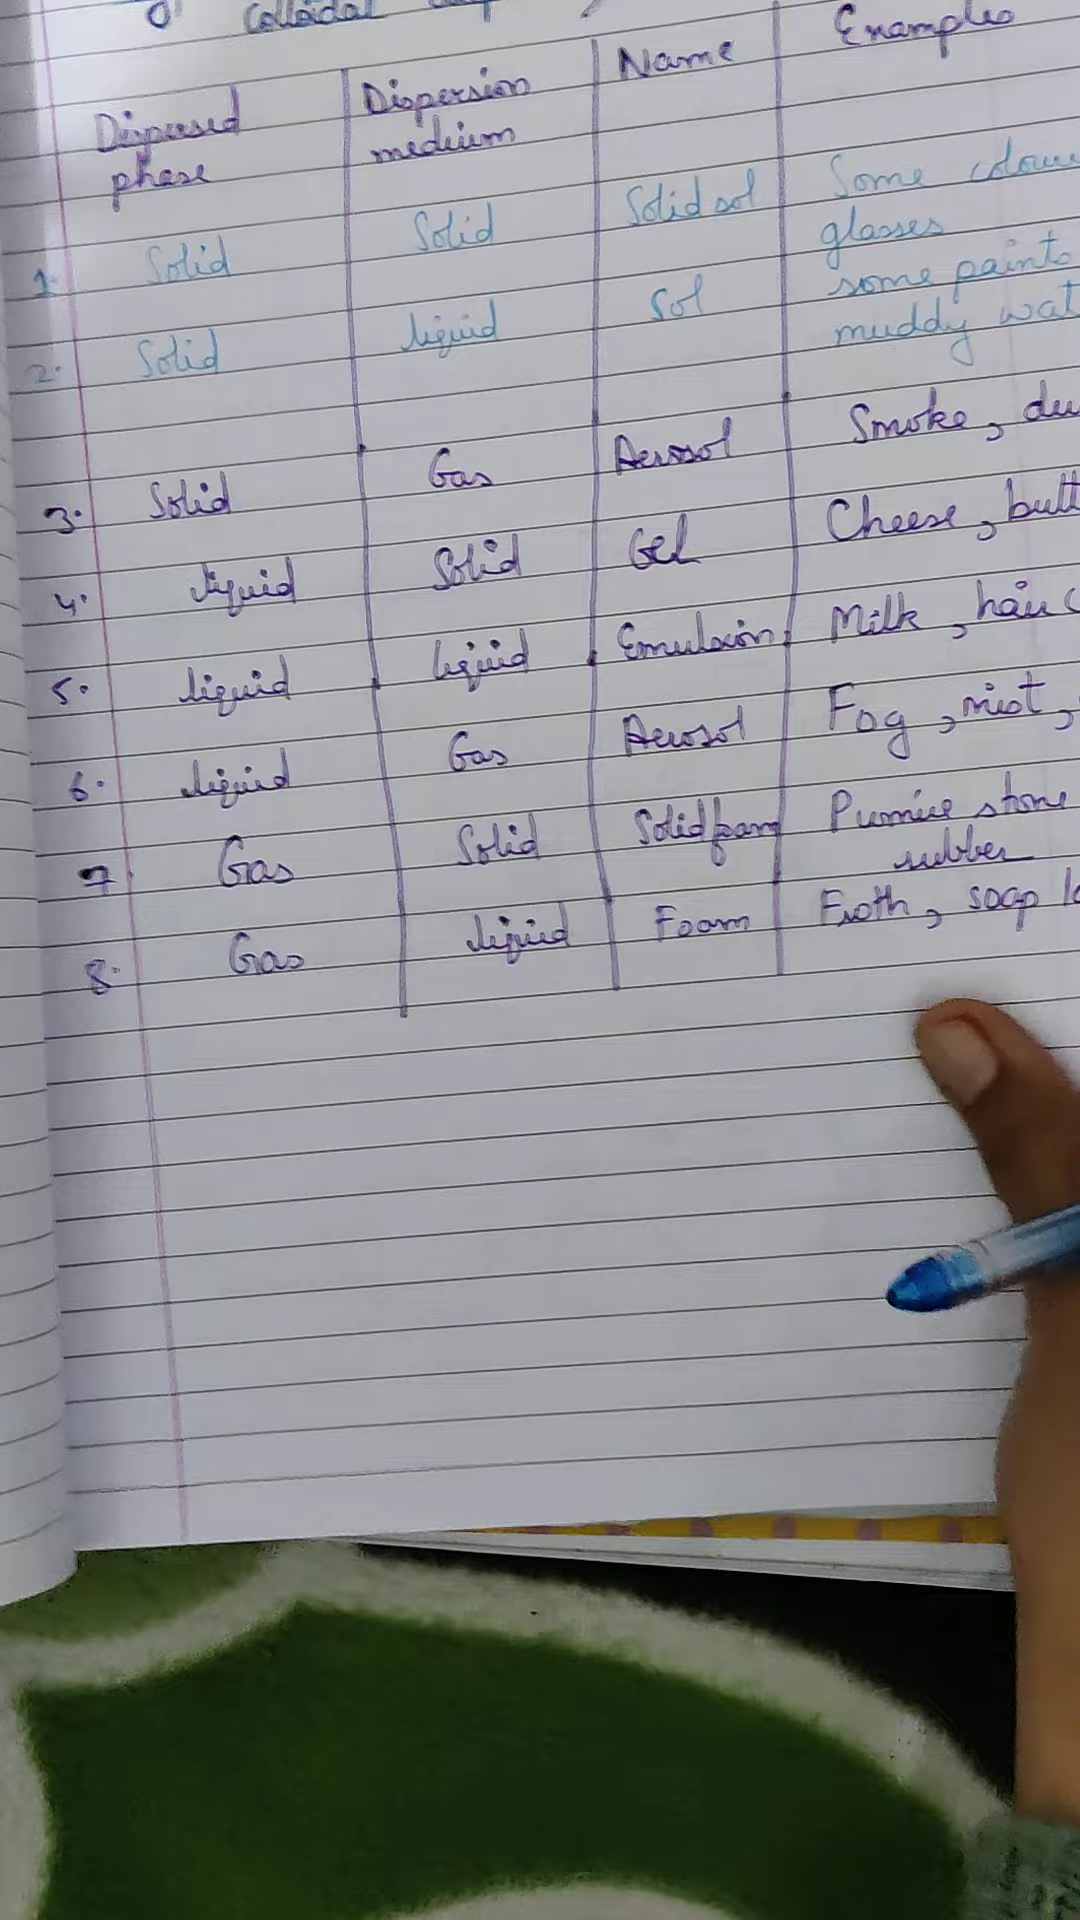 Colloidal
Dispersed phase Dispersion medium Name Examples
1. Solid Solid Solid sol Some
glasses
2. Solid liquid Sol some paints
muddy
3. Solid Gas Aerosol Smoke,
4. liquid Solid Gel Cheese,
5. liquid liquid Emulsion Milk, hair
6. liquid Gas Aerosol Fog, mist,
7 Gas Solid Solid foam Pumice stone
rubber
8. Gas liquid Foam Froth, soap